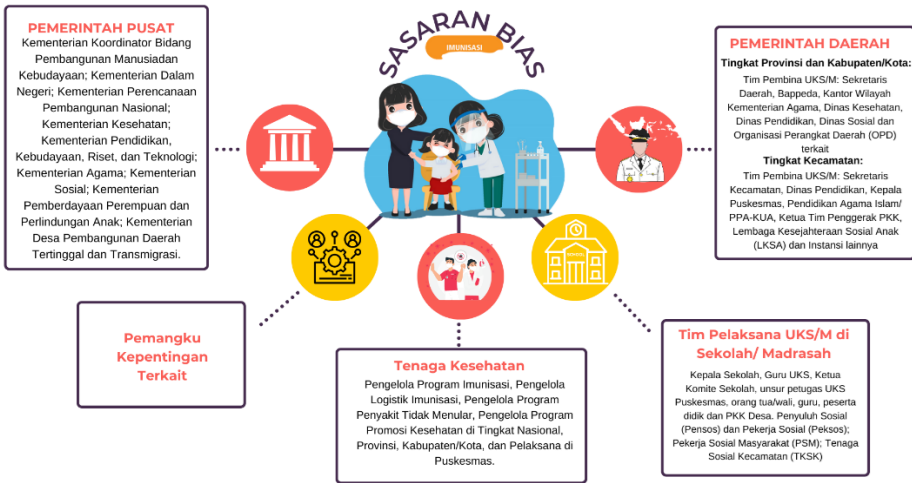 SASARAN BIAS
IMUNISASI
PEMERINTAH PUSAT
Kementerian Koordinator Bidang
Pembangunan Manusiadan
Kebudayaan; Kementerian Dalam
Negeri; Kementerian Perencanaan
Pembangunan Nasional;
Kementerian Kesehatan;
Kementerian Pendidikan,
Kebudayaan, Riset, dan Teknologi;
Kementerian Agama; Kementerian
Sosial; Kementerian
Pemberdayaan Perempuan dan
Perlindungan Anak; Kementerian
Desa Pembangunan Daerah
Tertinggal dan Transmigrasi.
PEMERINTAH DAERAH
Tingkat Provinsi dan Kabupaten/Kota:
Tim Pembina UKS/M: Sekretaris
Daerah, Bappeda, Kantor Wilayah
Kementerian Agama, Dinas Kesehatan,
Dinas Pendidikan, Dinas Sosial dan
Organisasi Perangkat Daerah (OPD)
terkait
Tingkat Kecamatan:
Tim Pembina UKS/M: Sekretaris
Kecamatan, Dinas Pendidikan, Kepala
Puskesmas, Pendidikan Agama Islam/
PPA-KUA, Ketua Tim Penggerak PKK,
Lembaga Kesejahteraan Sosial Anak
(LKSA) dan Instansi lainnya
Pemangku
Kepentingan
Terkait
Tenaga Kesehatan
Pengelola Program Imunisasi, Pengelola
Logistik Imunisasi, Pengelola Program
Penyakit Tidak Menular, Pengelola Program
Promosi Kesehatan di Tingkat Nasional,
Provinsi, Kabupaten/Kota, dan Pelaksana di
Puskesmas.
Tim Pelaksana UKS/M di
Sekolah/ Madrasah
Kepala Sekolah, Guru UKS, Ketua
Komite Sekolah, unsur petugas UKS
Puskesmas, orang tua/wali, guru, peserta
didik dan PKK Desa. Penyuluh Sosial
(Pensos) dan Pekerja Sosial (Peksos);
Pekerja Sosial Masyarakat (PSM); Tenaga
Sosial Kecamatan (TKSK)